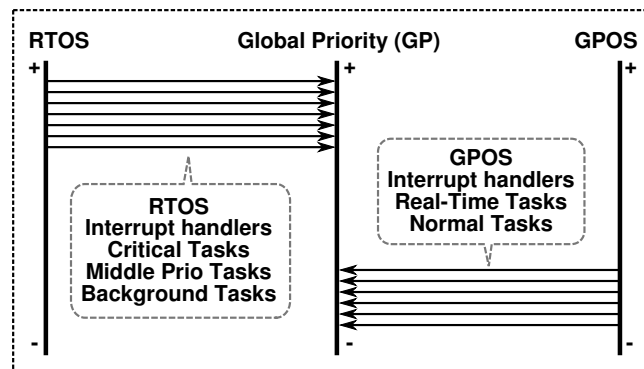 RTOS Global Priority (GP) GPOS
+ + +
GPOS
Interrupt handlers
Real-Time Tasks
Normal Tasks
RTOS
Interrupt handlers
Critical Tasks
Middle Prio Tasks
Background Tasks
- - -